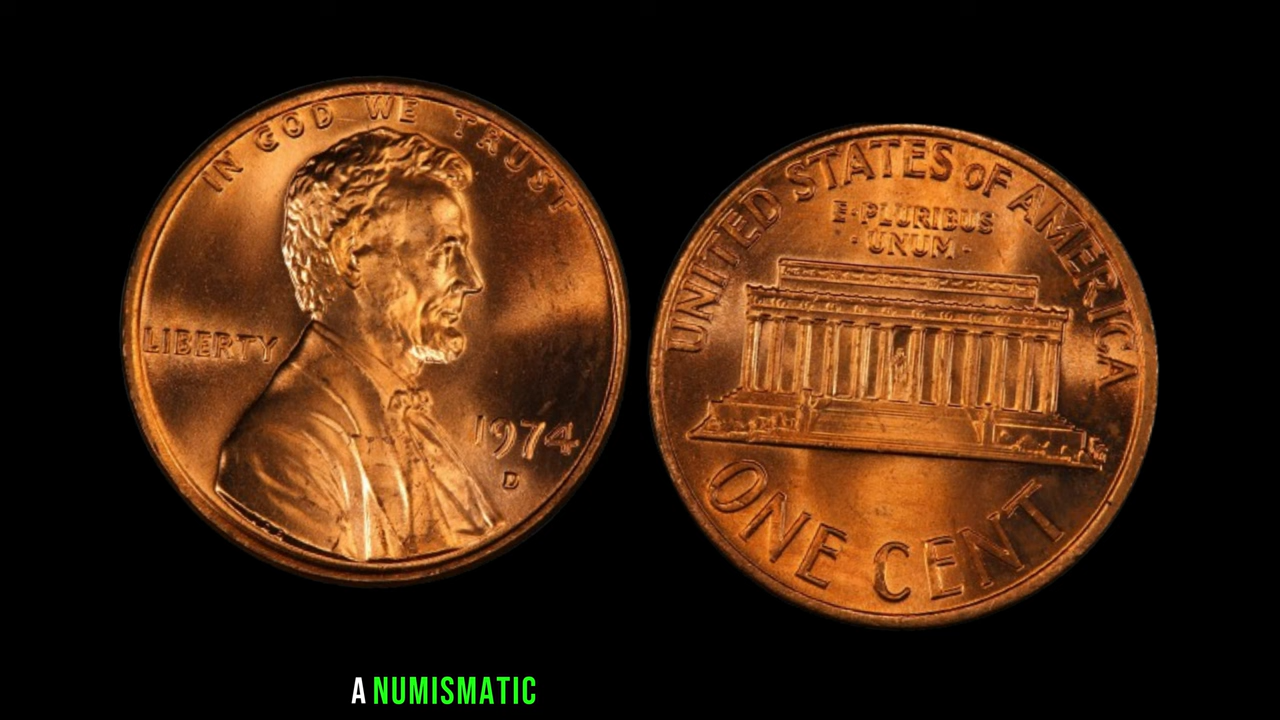 IN GOD WE TRUST
LIBERTY
1974
D
UNITED STATES OF AMERICA
E·PLURIBUS
·UNUM·
ONE CENT
A NUMISMATIC